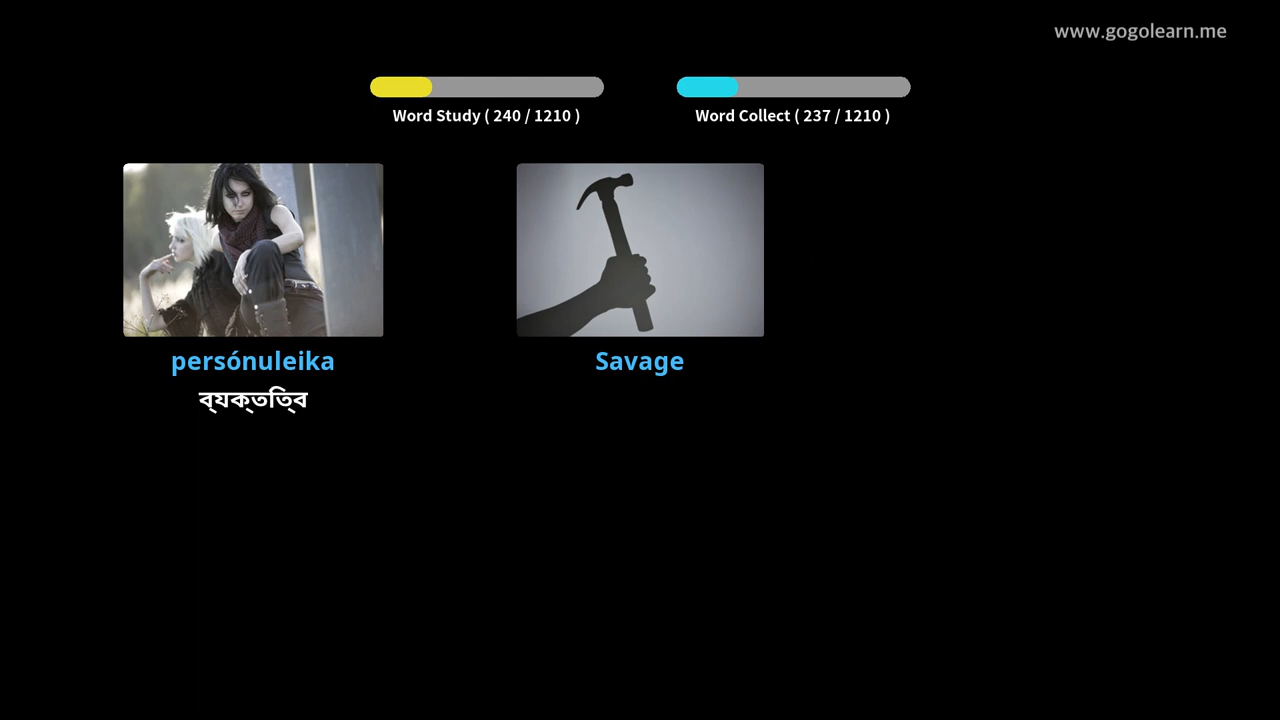 www.gogolearn.me
Word Study ( 240 / 1210 )
Word Collect ( 237 / 1210 )
persónuleika
ব্যক্তিত্ব
Savage